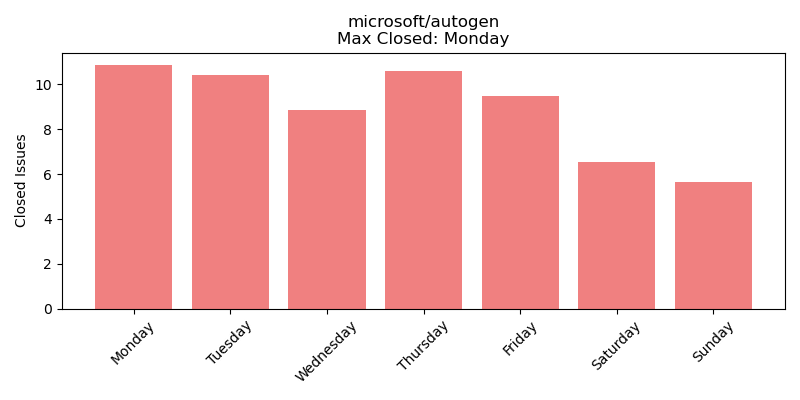 microsoft/autogen
Max Closed: Monday
Closed Issues
10
8
6
4
2
0
Monday
Tuesday
Wednesday
Thursday
Friday
Saturday
Sunday